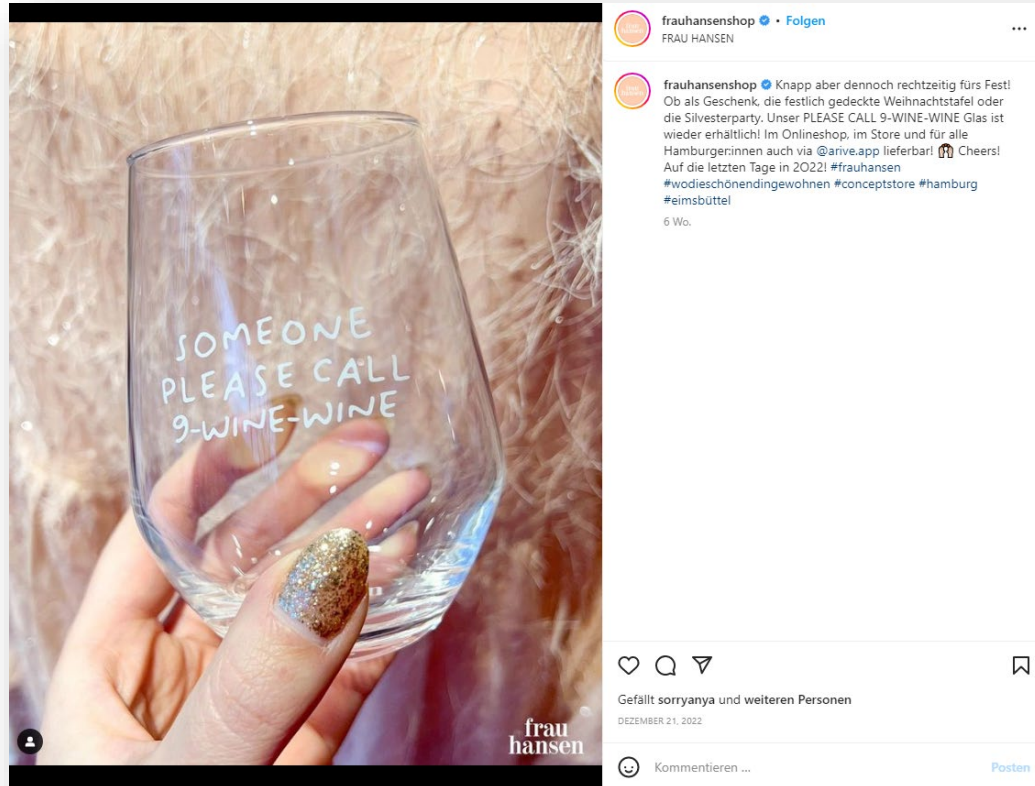 SOMEONE
PLEASE CALL
9-WINE-WINE
frau
hansen
frauhansenshop • Folgen
FRAU HANSEN
frauhansenshop Knapp aber dennoch rechtzeitig fürs Fest!
Ob als Geschenk, die festlich gedeckte Weihnachtstafel oder
die Silvesterparty. Unser PLEASE CALL 9-WINE-WINE Glas ist
wieder erhältlich! Im Onlineshop, im Store und für alle
Hamburger:innen auch via @arive.app lieferbar! Cheers!
Auf die letzten Tage in 2022! #frauhansen
#wodieschönendingewohnen #conceptstore #hamburg
#eimsbüttel
6 Wo.
Gefällt sorryanya und weiteren Personen
DEZEMBER 21, 2022
Kommentieren ...
Posten